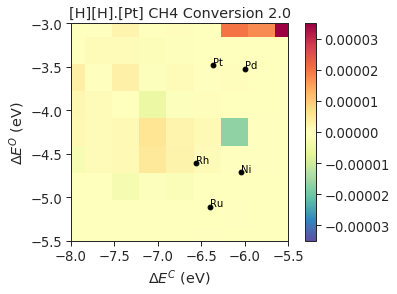 [H][H].[Pt] CH4 Conversion 2.0
−3.0
−3.5
−4.0
−4.5
−5.0
−5.5
ΔE^O (eV)
Pt
Pd
Rh
Ni
Ru
−8.0 −7.5 −7.0 −6.5 −6.0 −5.5
ΔE^C (eV)
0.00003
0.00002
0.00001
0.00000
−0.00001
−0.00002
−0.00003